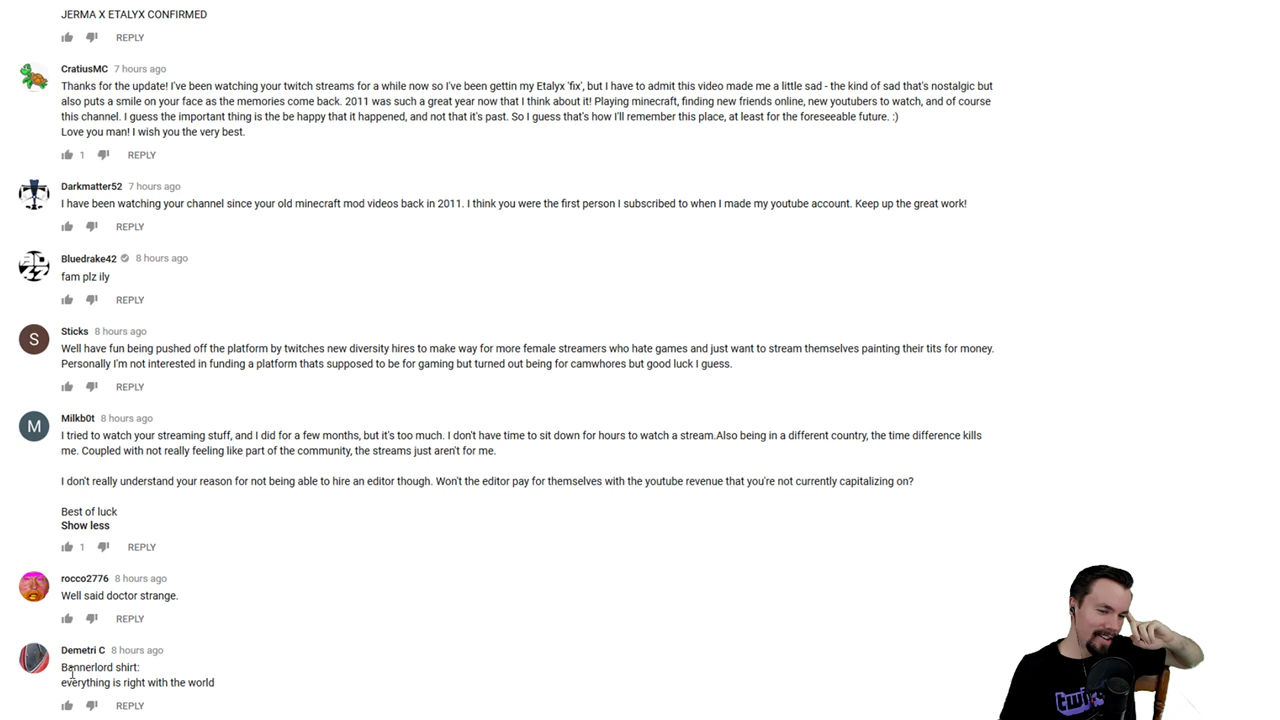 JERMA X ETALYX CONFIRMED
REPLY
CratiusMC 7 hours ago
Thanks for the update! I've been watching your twitch streams for a while now so I've been gettin my Etalyx 'fix', but I have to admit this video made me a little sad - the kind of sad that's nostalgic but
also puts a smile on your face as the memories come back. 2011 was such a great year now that I think about it! Playing minecraft, finding new friends online, new youtubers to watch, and of course
this channel. I guess the important thing is the be happy that it happened, and not that it's past. So I guess that's how I'll remember this place, at least for the foreseeable future. :)
Love you man! I wish you the very best.
1 REPLY
Darkmatter52 7 hours ago
I have been watching your channel since your old minecraft mod videos back in 2011. I think you were the first person I subscribed to when I made my youtube account. Keep up the great work!
REPLY
Bluedrake42 8 hours ago
fam plz ily
REPLY
S
Sticks 8 hours ago
Well have fun being pushed off the platform by twitches new diversity hires to make way for more female streamers who hate games and just want to stream themselves painting their tits for money.
Personally I'm not interested in funding a platform thats supposed to be for gaming but turned out being for camwhores but good luck I guess.
REPLY
M
Milkb0t 8 hours ago
I tried to watch your streaming stuff, and I did for a few months, but it's too much. I don't have time to sit down for hours to watch a stream.Also being in a different country, the time difference kills
me. Coupled with not really feeling like part of the community, the streams just aren't for me.
I don't really understand your reason for not being able to hire an editor though. Won't the editor pay for themselves with the youtube revenue that you're not currently capitalizing on?
Best of luck
Show less
1 REPLY
rocco2776 8 hours ago
Well said doctor strange.
REPLY
Demetri C 8 hours ago
Bannerlord shirt:
everything is right with the world
REPLY